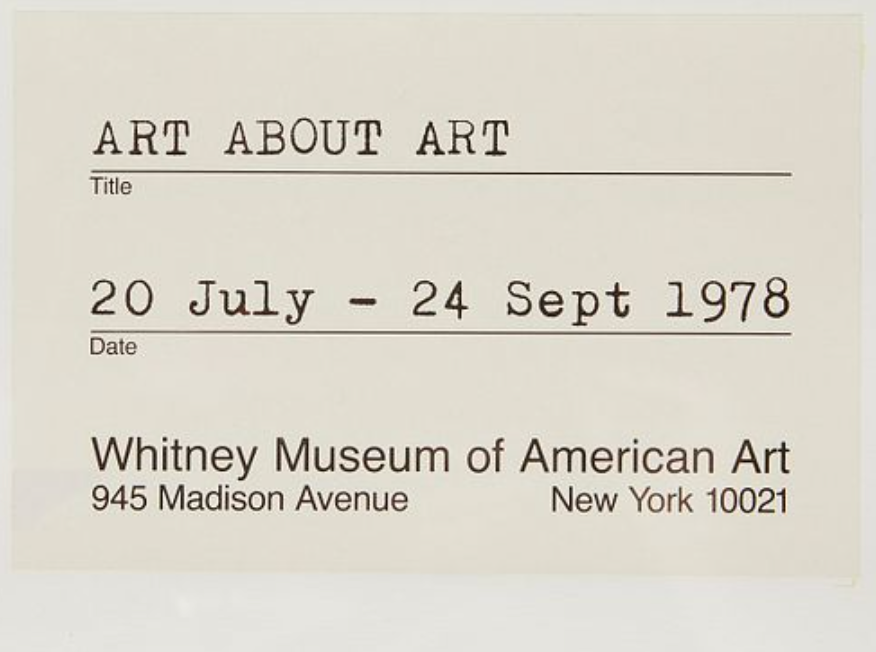 ART ABOUT ART
Title
20 July - 24 Sept 1978
Date
Whitney Museum of American Art
945 Madison Avenue New York 10021